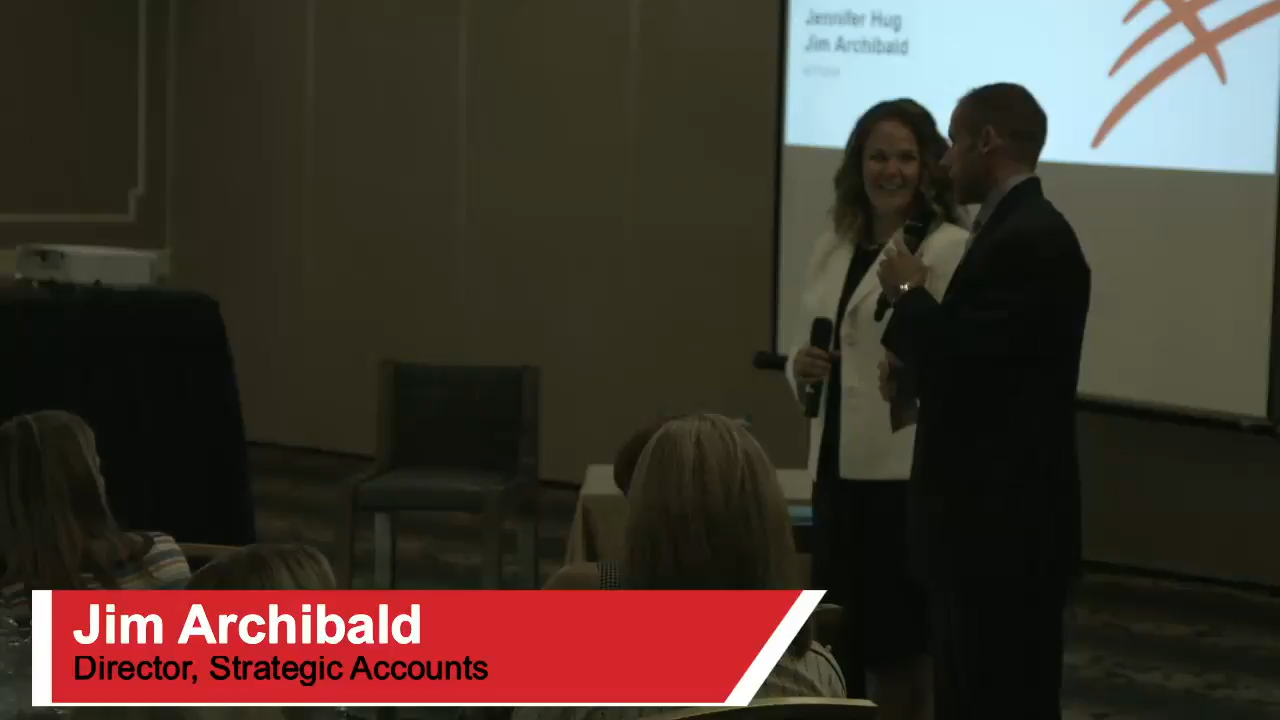 Jennifer Hug
Jim Archibald
Jim Archibald
Director, Strategic Accounts